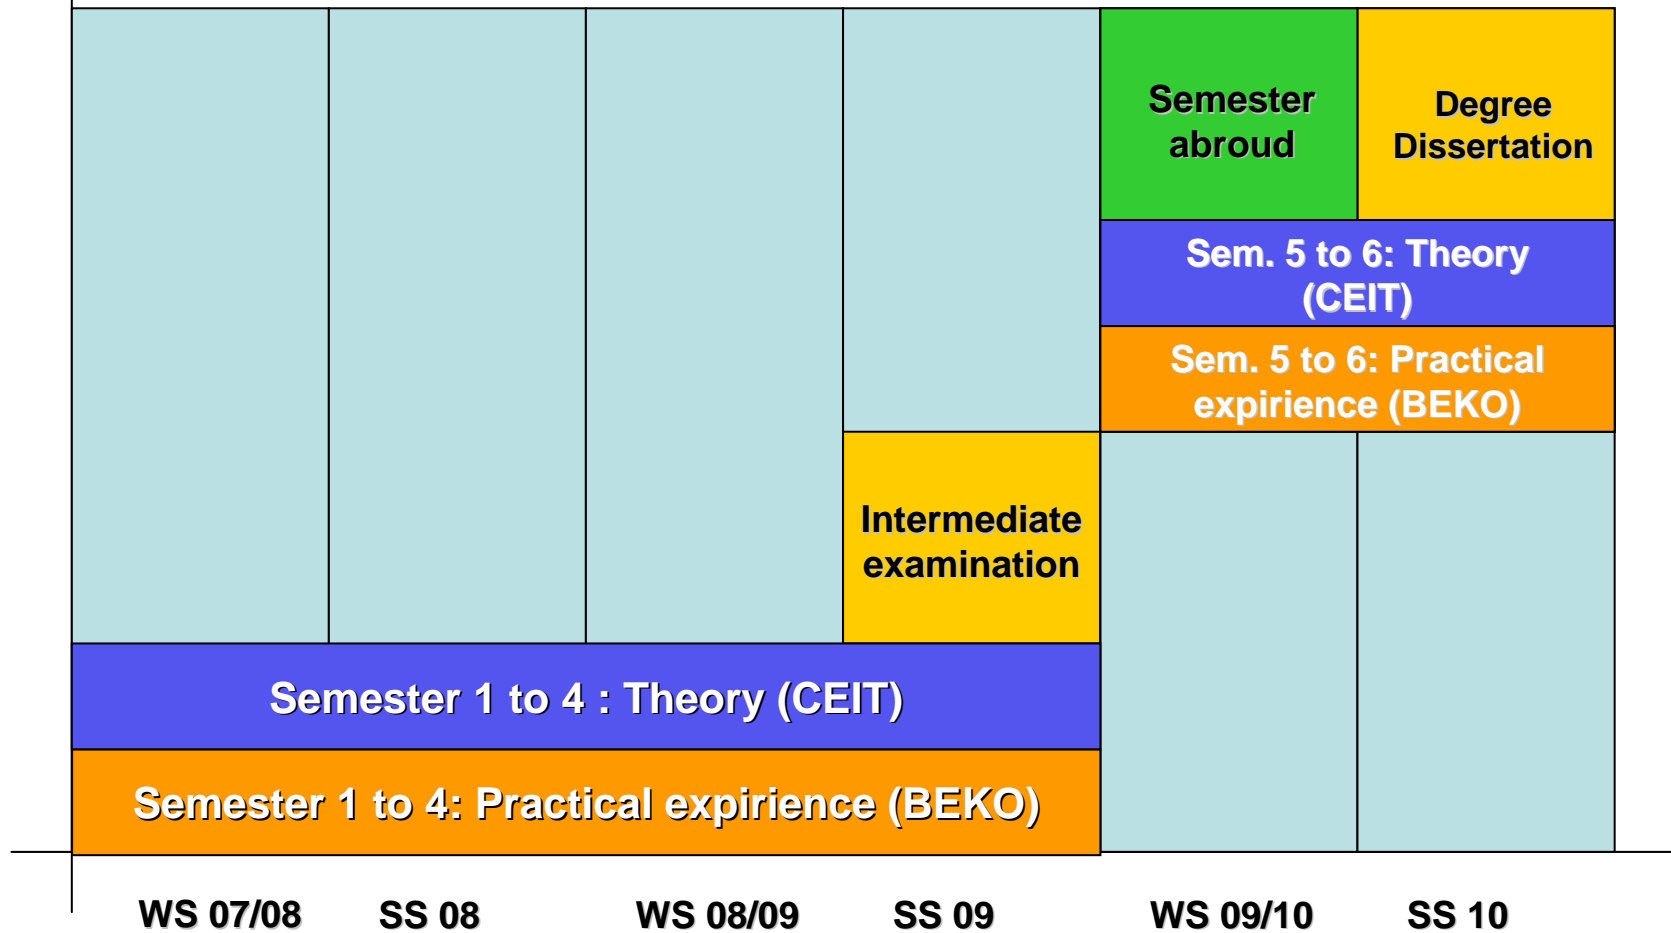 Semester
abroud
Degree
Dissertation
Sem. 5 to 6: Theory
(CEIT)
Sem. 5 to 6: Practical
expirience (BEKO)
Intermediate
examination
Semester 1 to 4 : Theory (CEIT)
Semester 1 to 4: Practical expirience (BEKO)
WS 07/08 SS 08 WS 08/09 SS 09 WS 09/10 SS 10